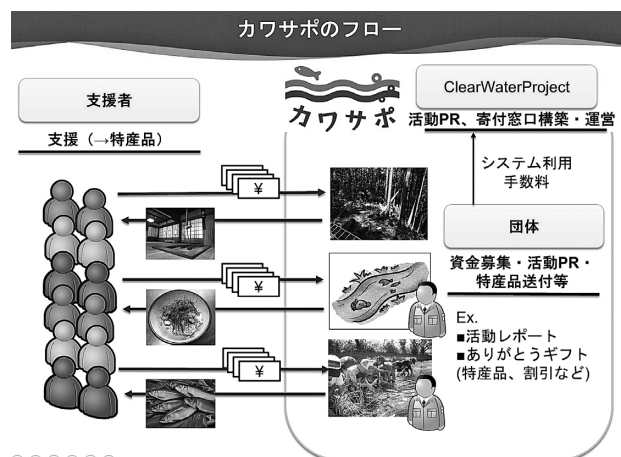 カワサポのフロー
支援者
支援（→特産品）
カワサポ
ClearWaterProject
活動PR、寄付窓口構築・運営
システム利用
手数料
団体
資金募集・活動PR・
特産品送付等
Ex.
■活動レポート
■ありがとうギフト
(特産品、割引など)
¥
¥
¥